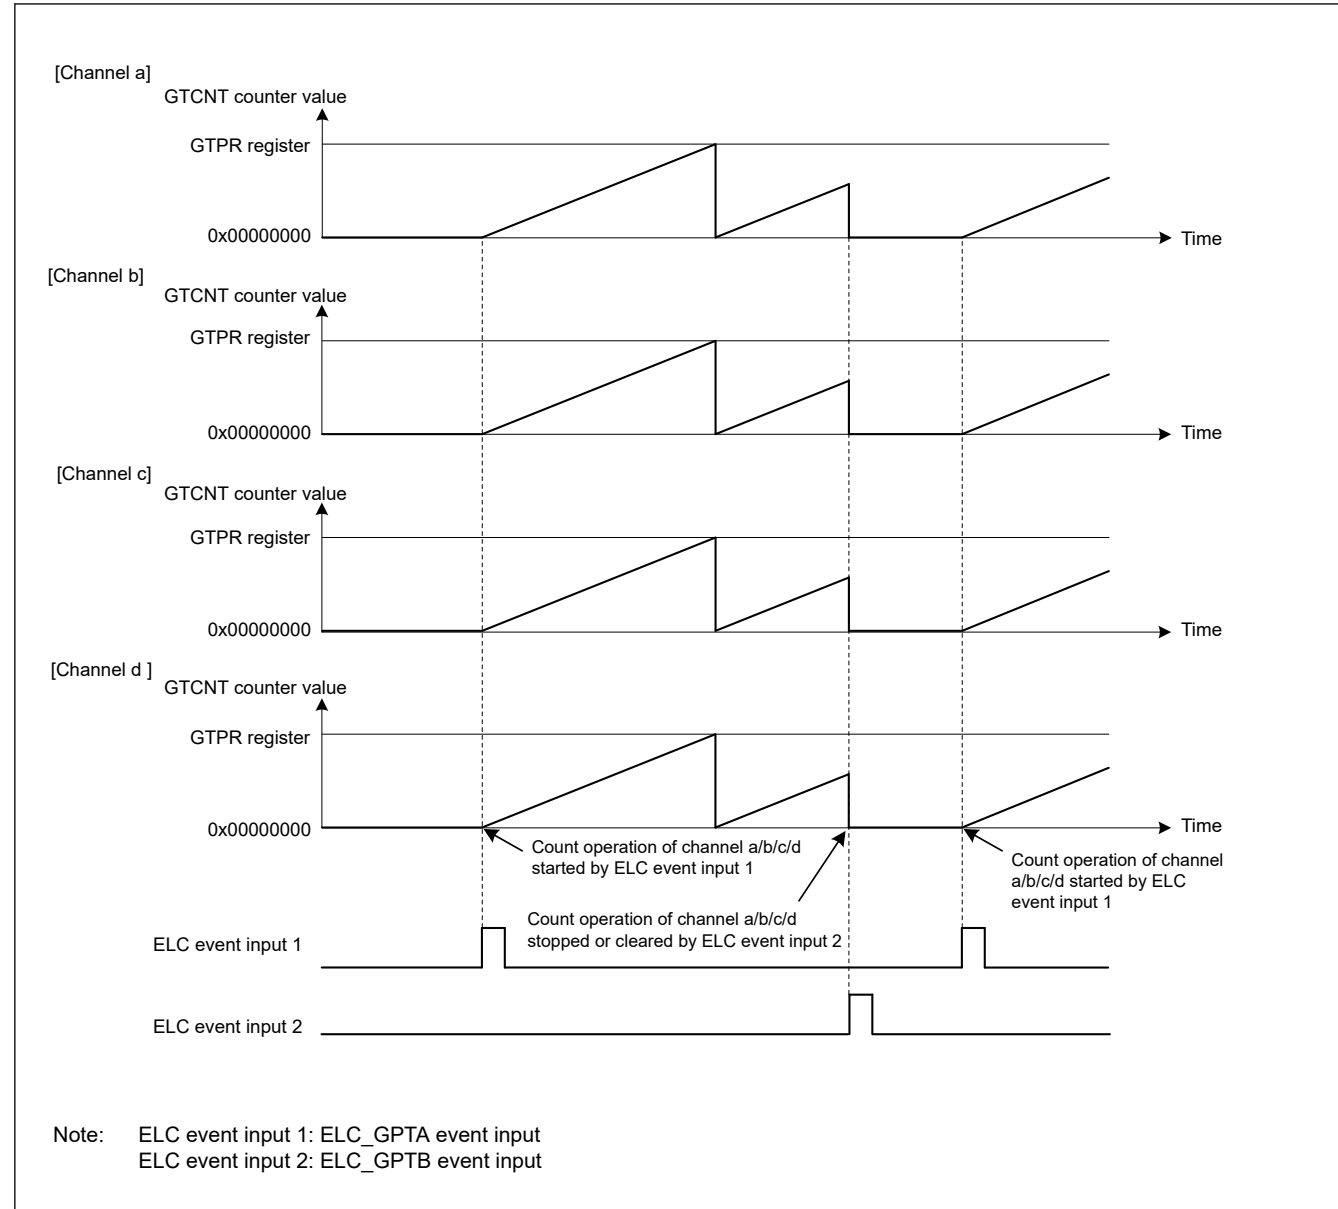 [Channel a]
GTCNT counter value
GTPR register
0x00000000
Time
[Channel b]
GTCNT counter value
GTPR register
0x00000000
Time
[Channel c]
GTCNT counter value
GTPR register
0x00000000
Time
[Channel d ]
GTCNT counter value
GTPR register
0x00000000
Time
Count operation of channel a/b/c/d
started by ELC event input 1
Count operation of channel
a/b/c/d started by ELC
event input 1
Count operation of channel a/b/c/d
stopped or cleared by ELC event input 2
ELC event input 1
ELC event input 2
Note: ELC event input 1: ELC_GPTA event input
ELC event input 2: ELC_GPTB event input